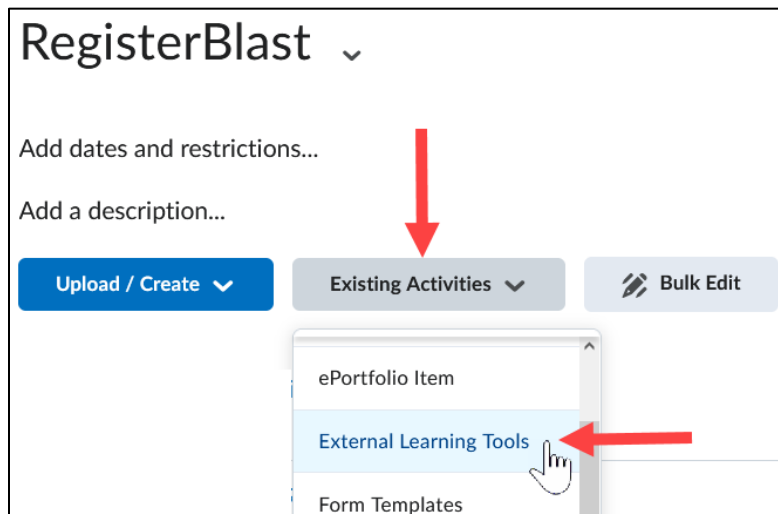 RegisterBlast
Add dates and restrictions...
Add a description...
Upload / Create
Existing Activities
Bulk Edit
ePortfolio Item
External Learning Tools
Form Templates